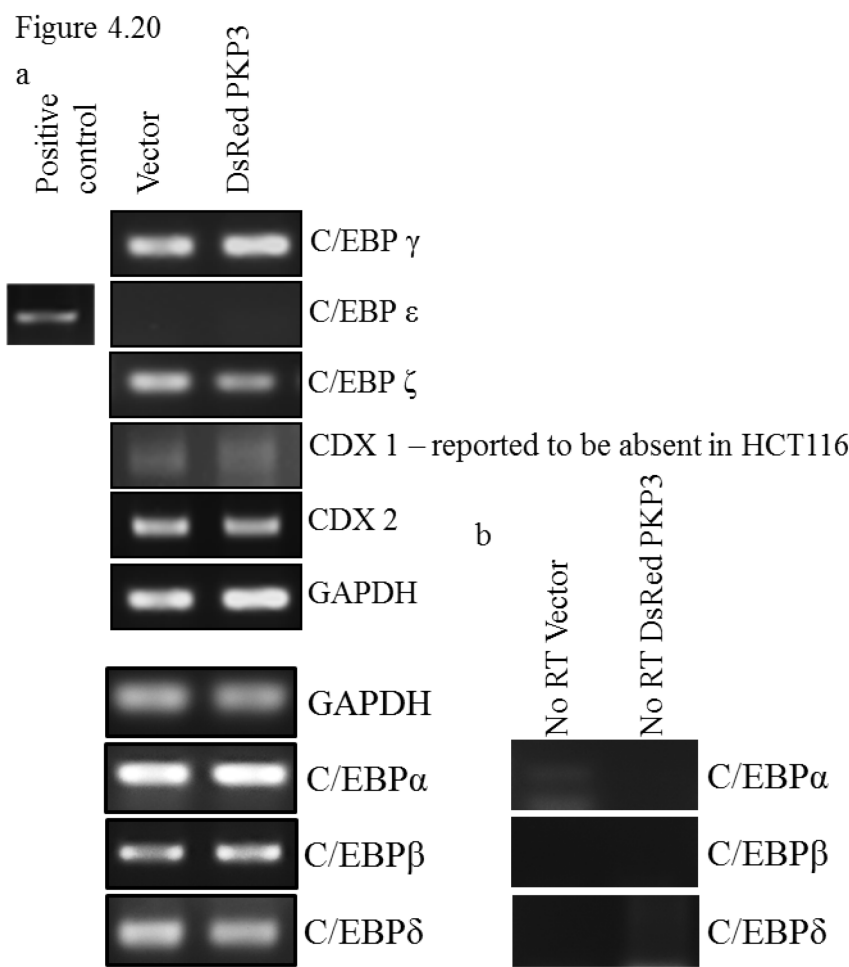 Figure 4.20
a
Positive
control
Vector
DsRed PKP3
C/EBP γ
C/EBP ε
C/EBP ζ
CDX 1 – reported to be absent in HCT116
CDX 2
GAPDH
GAPDH
C/EBPα
C/EBPβ
C/EBPδ
b
No RT Vector
No RT DsRed PKP3
C/EBPα
C/EBPβ
C/EBPδ